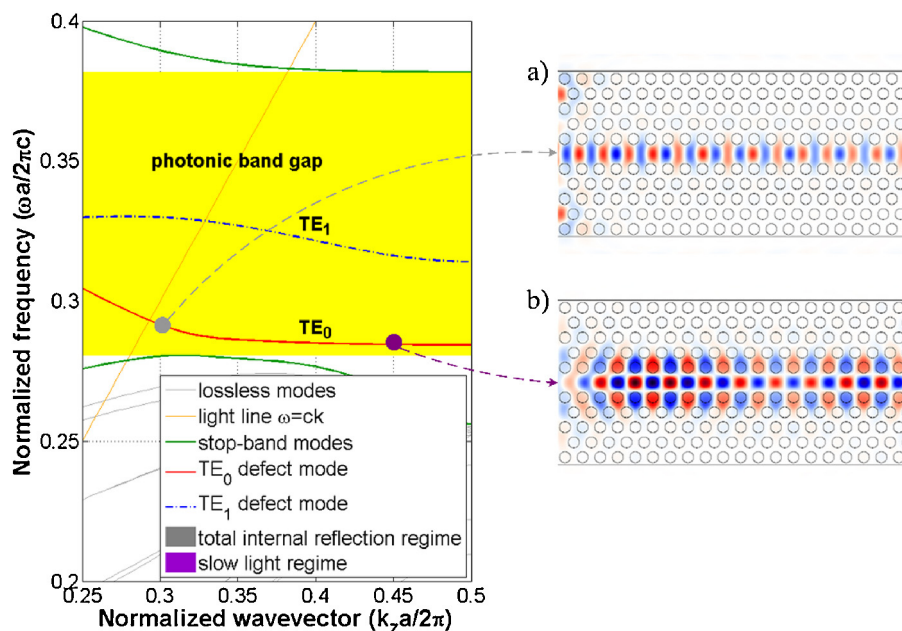 0.4
0.35
0.3
0.25
0.2
Normalized frequency (ωa/2πc)
photonic band gap
TE1
TE0
lossless modes
light line ω=ck
stop-band modes
TE0 defect mode
TE1 defect mode
total internal reflection regime
slow light regime
0.25 0.3 0.35 0.4 0.45 0.5
Normalized wavevector (kza/2π)
a)
b)